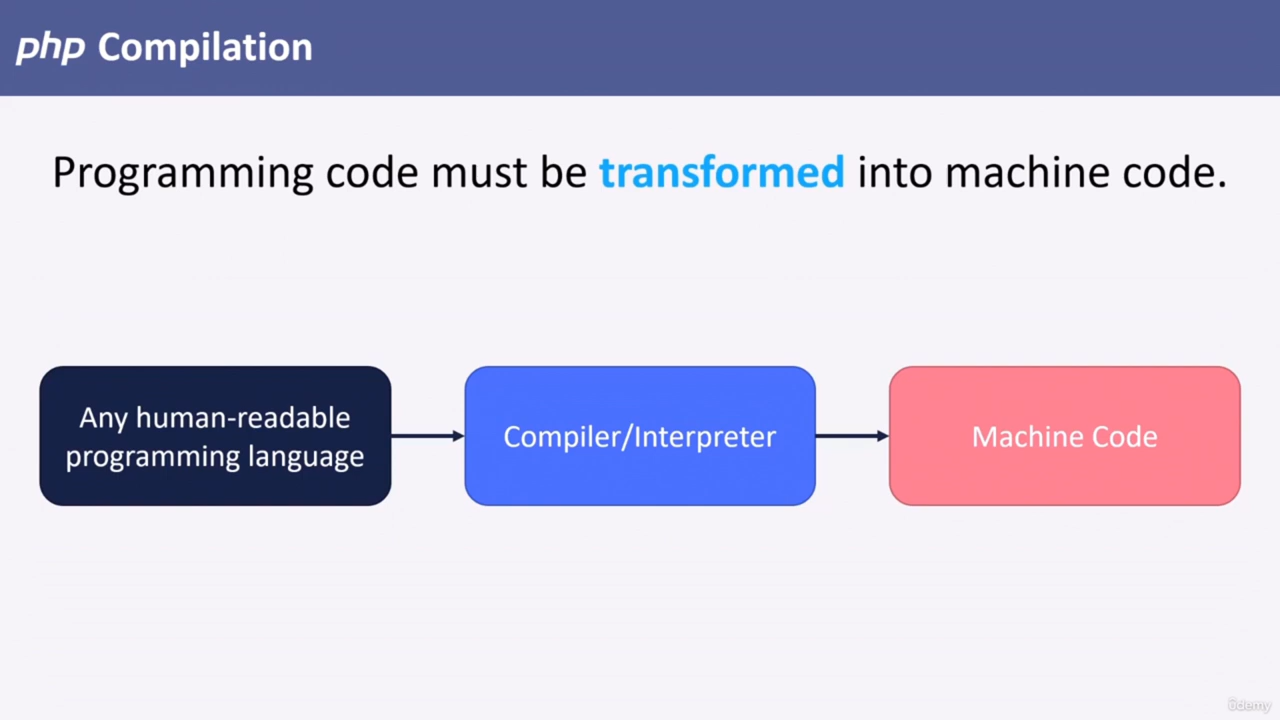 php Compilation
Programming code must be transformed into machine code.
Any human-readable
programming language
Compiler/Interpreter
Machine Code
ûdemy